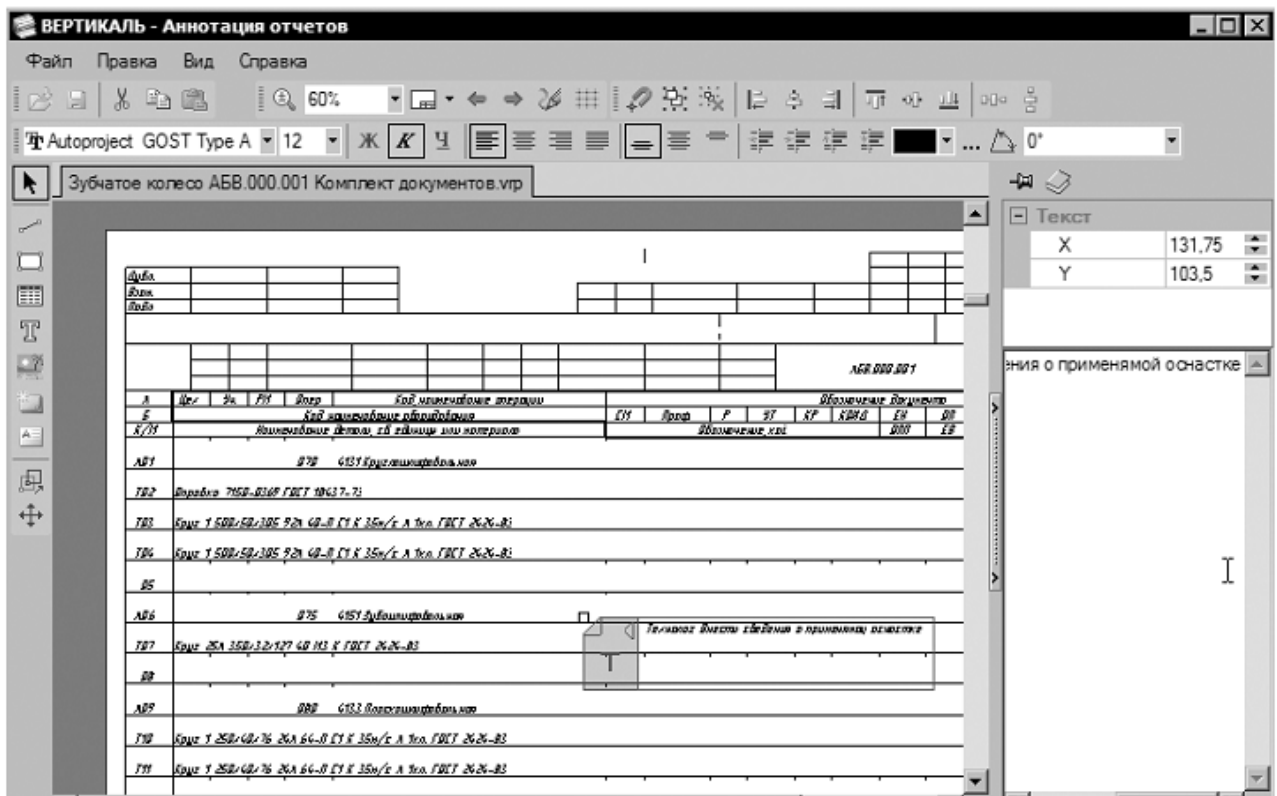 ВЕРТИКАЛЬ - Аннотация отчетов
Файл Правка Вид Справка
60%
Autoproject GOST Type A 12 Ж К Ч ... 0°
Зубчатое колесо АБВ.000.001 Комплект документов.vrp
Текст
X 131,75
Y 103,5
ения о применямой оснастке
Дубл.
Взам.
Подл.
АБВ.000.001
А Цех Уч. РМ Опер Код, наименование операции Обозначение документа
Б Код, наименование оборудования СМ Проф. Р УТ КР КОИД ЕН ОП
К/М Наименование детали, сб. единицы или материала Обозначение, код ОПП ЕВ
А01 070 4131 Круглошлифовальная
Т02 Оправка 7150-0369 ГОСТ 18437-73
Т03 Круг 1 500х50х305 92А 40-П С1 К 35м/с А 1кл. ГОСТ 2424-83
Т04 Круг 1 500х50х305 92А 40-П С1 К 35м/с А 1кл. ГОСТ 2424-83
05
А06 075 4151 Зубошлифовальная
Технолог Внести сведения о применямой оснастке
Т07 Круг 25А 350х32х127 40 М3 К ГОСТ 2424-83
Т
08
А09 080 4133 Плоскошлифовальная
Т10 Круг 1 250х40х76 24А 64-П С1 К 35м/с А 1кл. ГОСТ 2424-83
Т11 Круг 1 250х40х76 24А 64-П С1 К 35м/с А 1кл. ГОСТ 2424-83